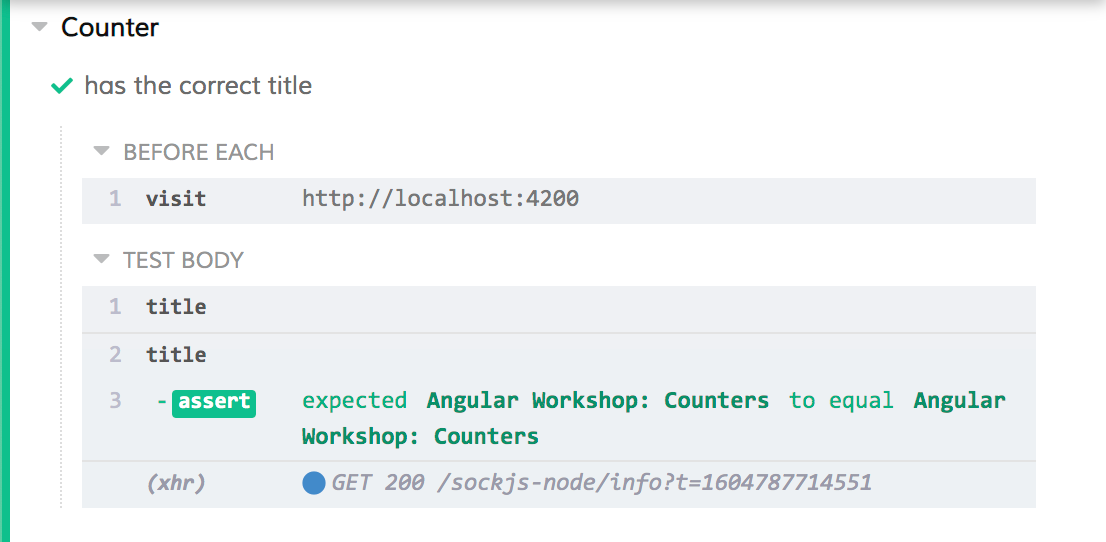 Counter
has the correct title
BEFORE EACH
1 visit http://localhost:4200
TEST BODY
1 title
2 title
3 -assert expected Angular Workshop: Counters to equal Angular
Workshop: Counters
(xhr) GET 200 /sockjs-node/info?t=1604787714551